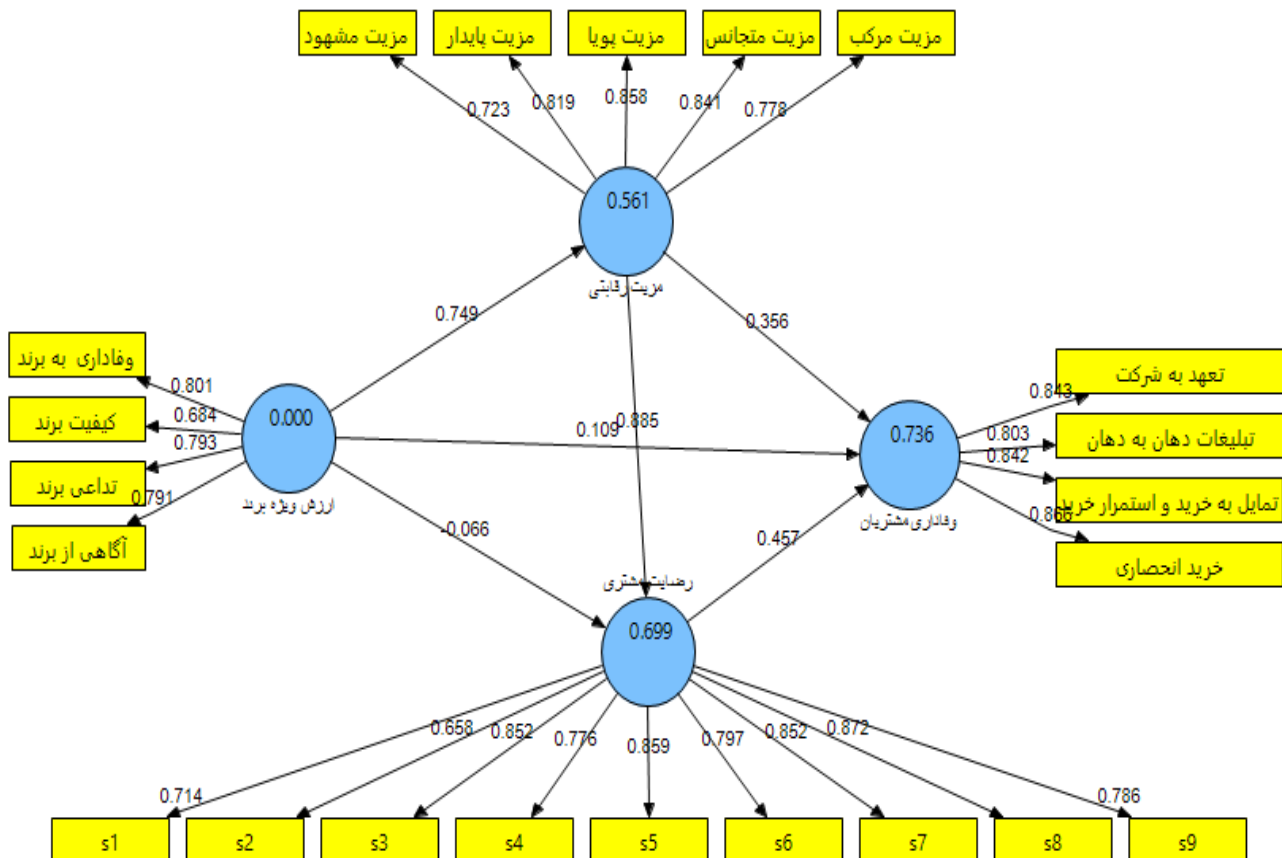 مزیت مشهود
مزیت پایدار
مزیت پویا
مزیت متجانس
مزیت مرکب
0.723
0.819
0.858
0.841
0.778
0.561
مزیت رقابتی
0.749
0.356
وفاداری به برند
کیفیت برند
تداعی برند
آگاهی از برند
0.801
0.684
0.793
0.791
0.000
ارزش ویژه برند
0.109
0.885
-0.066
0.457
0.736
وفاداری مشتریان
0.843
0.803
0.842
0.866
تعهد به شرکت
تبلیغات دهان به دهان
تمایل به خرید و استمرار خرید
خرید انحصاری
رضایت مشتری
0.699
0.714
0.658
0.852
0.776
0.859
0.797
0.852
0.872
0.786
s1
s2
s3
s4
s5
s6
s7
s8
s9